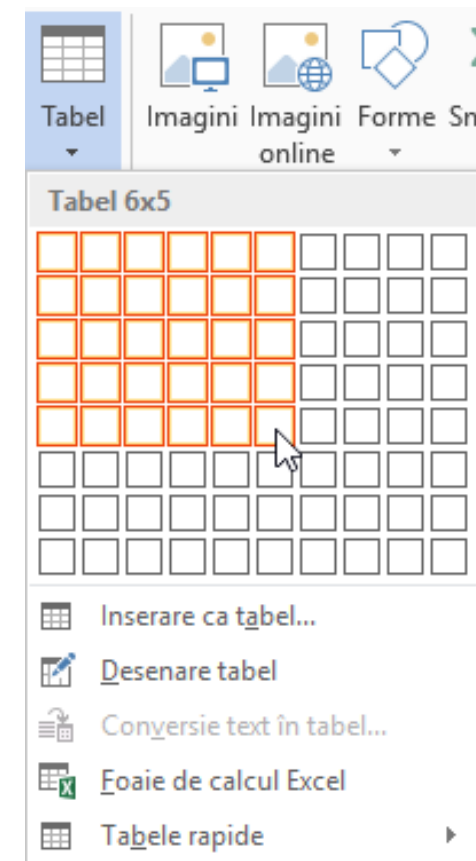 Tabel
Imagini
Imagini
online
Forme
Tabel 6x5
Inserare ca tabel...
Desenare tabel
Conversie text în tabel...
Foaie de calcul Excel
Tabele rapide